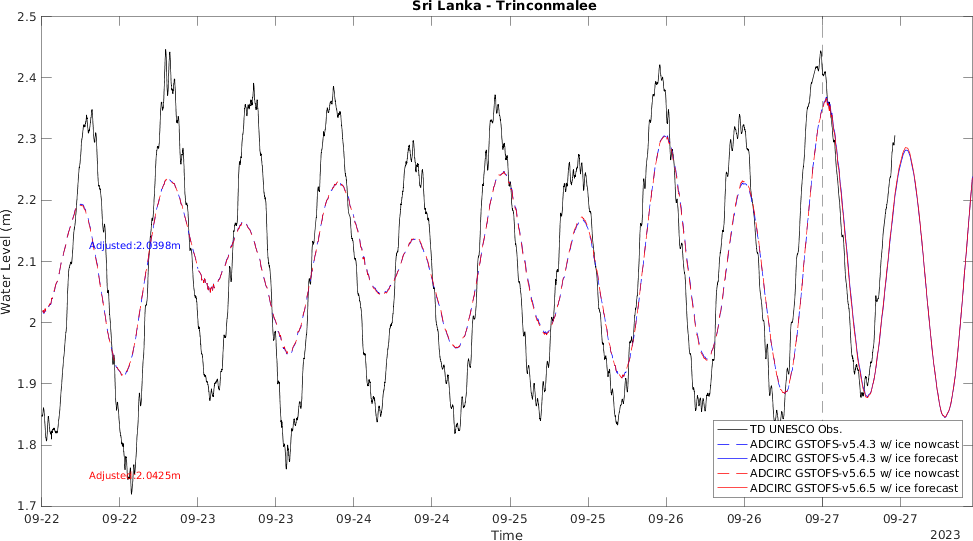 Sri Lanka - Trinconmalee
2.5
2.4
2.3
2.2
2.1
2
1.9
1.8
1.7
Water Level (m)
Adjusted:2.0398m
Adjusted:2.0425m
TD UNESCO Obs.
ADCIRC GSTOFS-v5.4.3 w/ ice nowcast
ADCIRC GSTOFS-v5.4.3 w/ ice forecast
ADCIRC GSTOFS-v5.6.5 w/ ice nowcast
ADCIRC GSTOFS-v5.6.5 w/ ice forecast
09-22 09-22 09-23 09-23 09-24 09-24 09-25 09-25 09-26 09-26 09-27 09-27
Time
2023